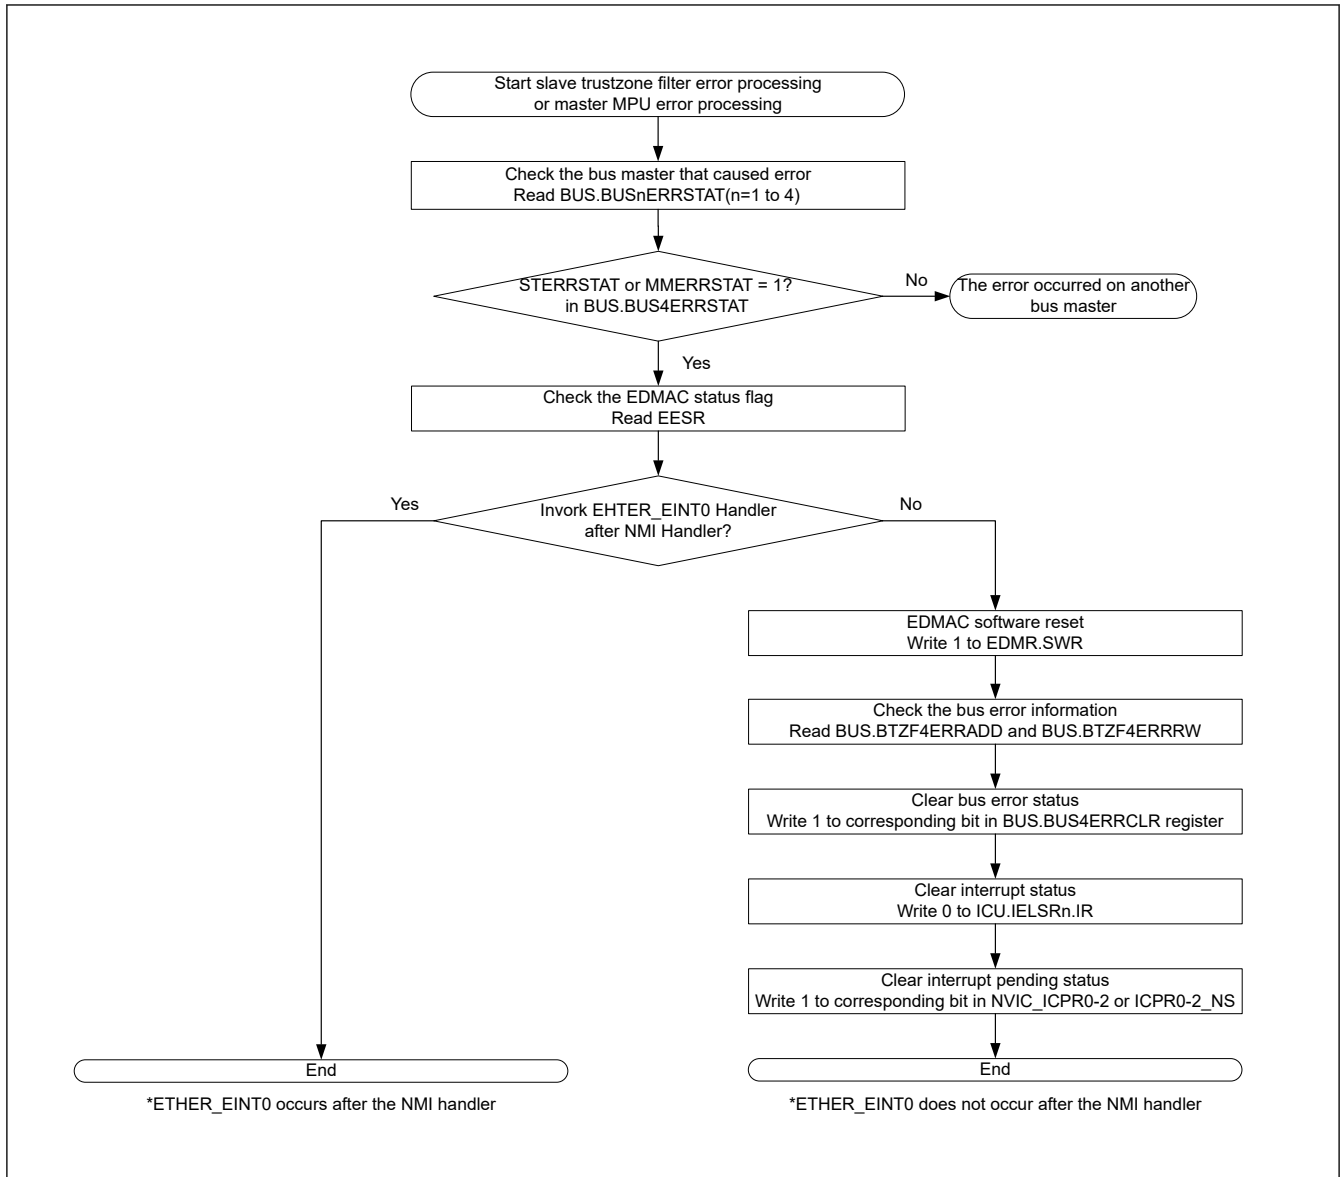 Start slave trustzone filter error processing
or master MPU error processing
Check the bus master that caused error
Read BUS.BUSnERRSTAT(n=1 to 4)
STERRSTAT or MMERRSTAT = 1?
in BUS.BUS4ERRSTAT
No
The error occurred on another
bus master
Yes
Check the EDMAC status flag
Read EESR
Yes
Invork EHTER_EINT0 Handler
after NMI Handler?
No
EDMAC software reset
Write 1 to EDMR.SWR
Check the bus error information
Read BUS.BTZF4ERRADD and BUS.BTZF4ERRRW
Clear bus error status
Write 1 to corresponding bit in BUS.BUS4ERRCLR register
Clear interrupt status
Write 0 to ICU.IELSRn.IR
Clear interrupt pending status
Write 1 to corresponding bit in NVIC_ICPR0-2 or ICPR0-2_NS
End
*ETHER_EINT0 occurs after the NMI handler
End
*ETHER_EINT0 does not occur after the NMI handler